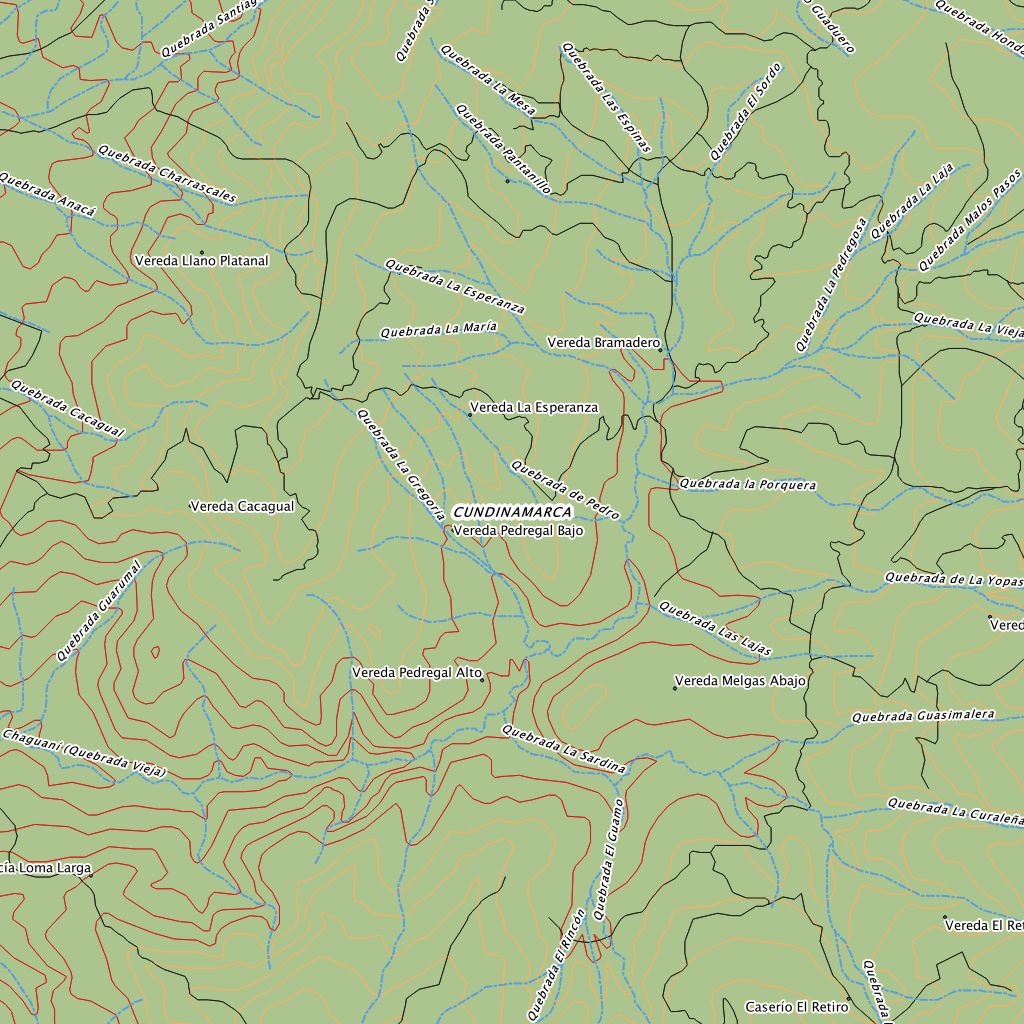 Quebrada Santiag
Quebrada S
Guaduero
Quebrada Honda
Quebrada La Mesa
Quebrada Las Espinas
Quebrada El Sordo
Quebrada Pantanillo
Quebrada Charrascales
Quebrada Anacá
Quebrada La Laja
Quebrada Malos Pasos
Vereda Llano Platanal
Quebrada La Pedregosa
Quebrada La Esperanza
Quebrada La María
Quebrada La Vieja
Vereda Bramadero
Quebrada Cacagual
Vereda La Esperanza
Quebrada La Gregoria
Quebrada de Pedro
Quebrada la Porquera
Vereda Cacagual
CUNDINAMARCA
Vereda Pedregal Bajo
Quebrada Guarumal
Quebrada de La Yopas
Quebrada Las Lajas
Vered
Vereda Pedregal Alto
Vereda Melgas Abajo
Quebrada Guasimalera
Chaguaní (Quebrada Vieja)
Quebrada La Sardina
Quebrada La Curaleña
Quebrada El Guamo
cía Loma Larga
Vereda El Ret
Quebrada El Rincón
Quebrada
Caserío El Retiro